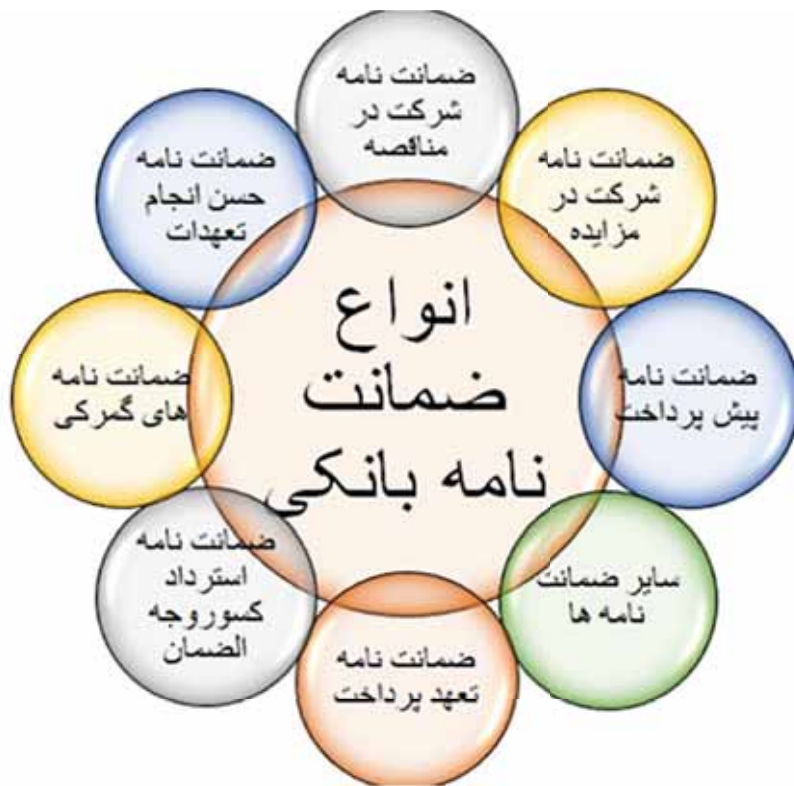 انواع
ضمانت
نامه بانکی
ضمانت نامه
شرکت در
مناقصه
ضمانت نامه
شرکت در
مزایده
ضمانت نامه
پیش پرداخت
سایر ضمانت
نامه ها
ضمانت نامه
تعهد پرداخت
ضمانت نامه
استرداد
کسوروجه
الضمان
ضمانت نامه
های گمرکی
ضمانت نامه
حسن انجام
تعهدات